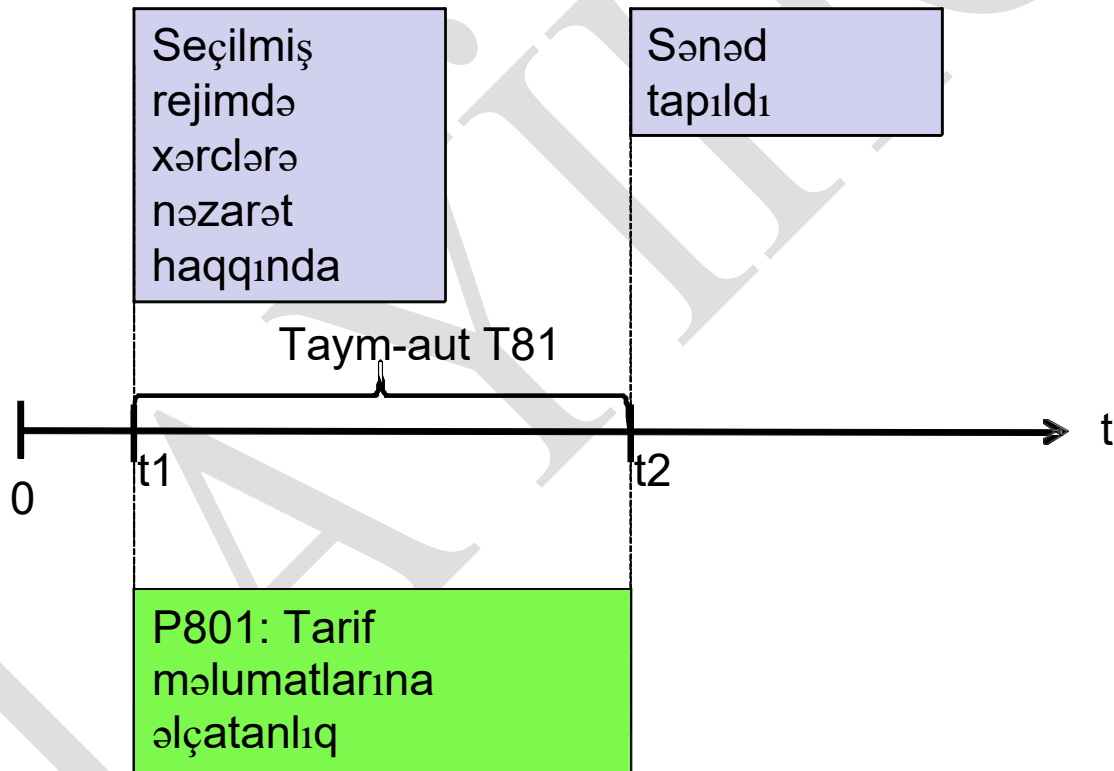 Seçilmiş
rejimdə
xərclərə
nəzarət
haqqında
Sənəd
tapıldı
Taym-aut T81
t
t1
t2
0
P801: Tarif
məlumatlarına
əlçatanlıq